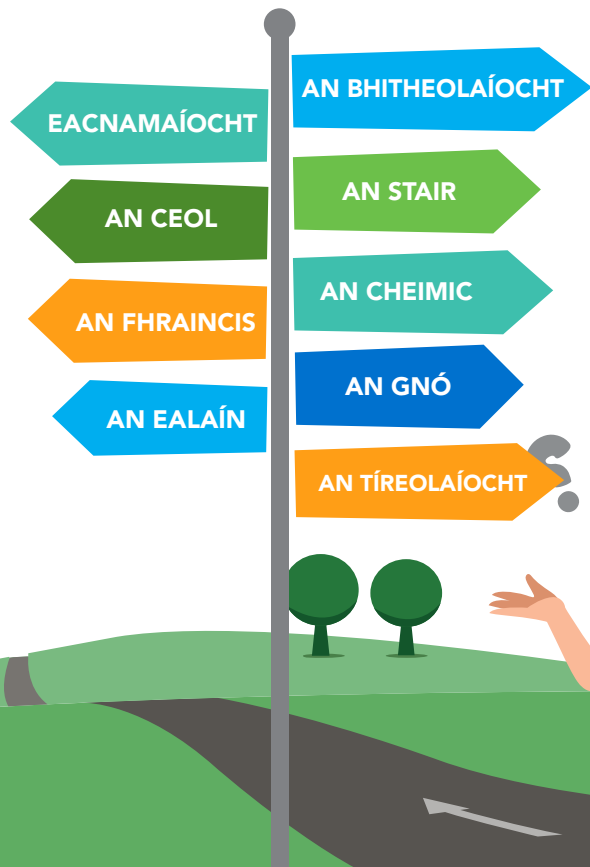 EACNAMAÍOCHT
AN CEOL
AN FHRAINCIS
AN EALAÍN
AN BHITHEOLAÍOCHT
AN STAIR
AN CHEIMIC
AN GNÓ
AN TÍREOLAÍOCHT
?